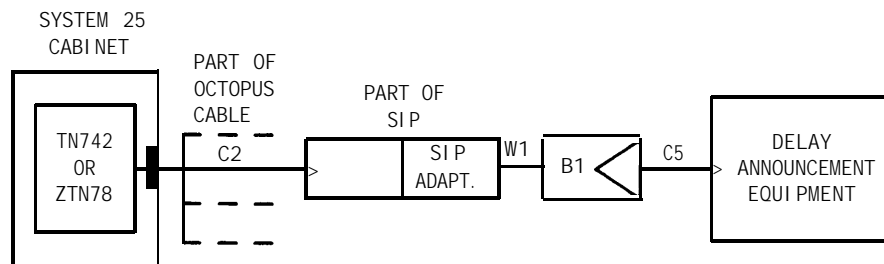 SYSTEM 25
CABINET
PART OF
OCTOPUS
CABLE
PART OF
SIP
TN742
OR
ZTN78
C2
SIP
ADAPT.
W1
B1
C5
DELAY
ANNOUNCEMENT
EQUIPMENT